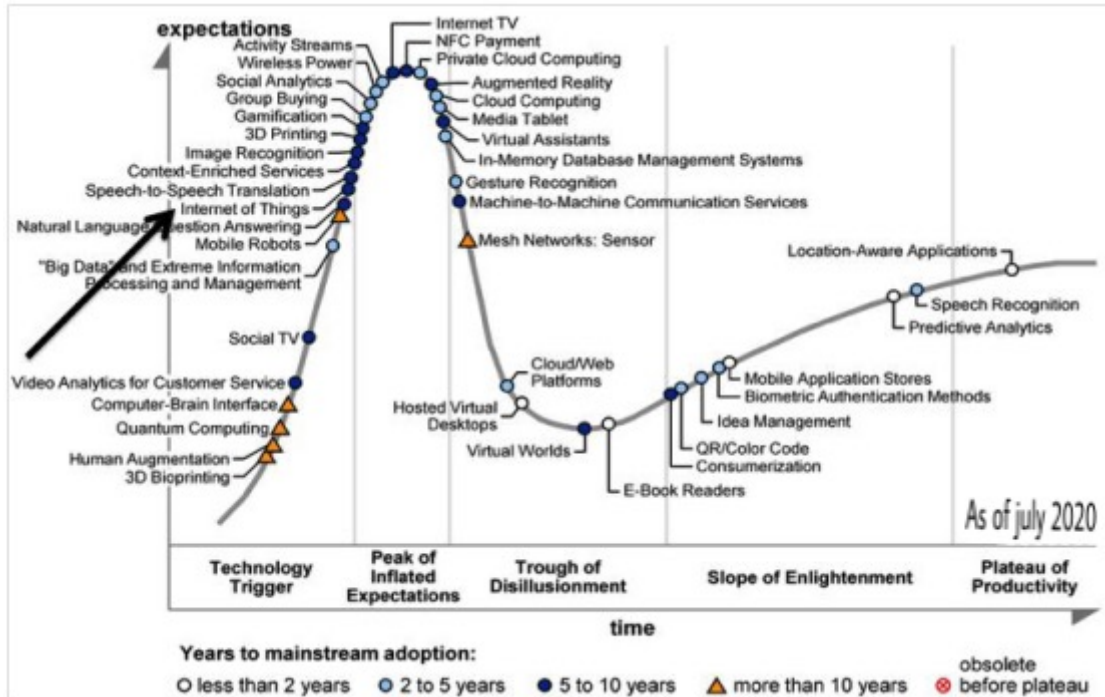 expectations
Internet TV
NFC Payment
Activity Streams
Private Cloud Computing
Wireless Power
Augmented Reality
Social Analytics
Cloud Computing
Group Buying
Media Tablet
Gamification
Virtual Assistants
3D Printing
In-Memory Database Management Systems
Image Recognition
Context-Enriched Services
Gesture Recognition
Speech-to-Speech Translation
Machine-to-Machine Communication Services
Internet of Things
Natural Language Question Answering
Mobile Robots
Mesh Networks: Sensor
Location-Aware Applications
"Big Data" and Extreme Information
Processing and Management
Speech Recognition
Predictive Analytics
Social TV
Cloud/Web
Platforms
Video Analytics for Customer Service
Mobile Application Stores
Computer-Brain Interface
Hosted Virtual
Desktops
Biometric Authentication Methods
Quantum Computing
Idea Management
Human Augmentation
Virtual Worlds
QR/Color Code
3D Bioprinting
Consumerization
E-Book Readers
As of july 2020
Technology
Trigger
Peak of
Inflated
Expectations
Trough of
Disillusionment
Slope of Enlightenment
Plateau of
Productivity
time
Years to mainstream adoption:
less than 2 years
2 to 5 years
5 to 10 years
more than 10 years
obsolete
before plateau